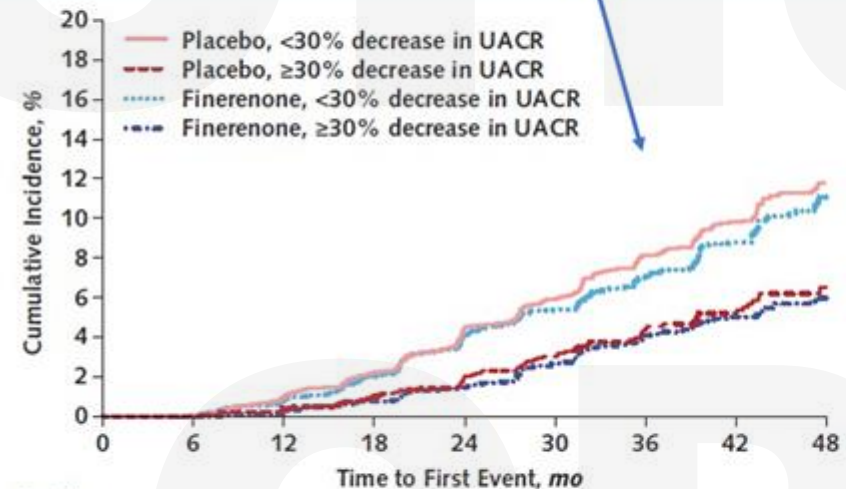 20
18
16
14
12
10
8
6
4
2
0
Cumulative Incidence, %
Placebo, <30% decrease in UACR
Placebo, ≥30% decrease in UACR
Finerenone, <30% decrease in UACR
Finerenone, ≥30% decrease in UACR
0 6 12 18 24 30 36 42 48
Time to First Event, mo